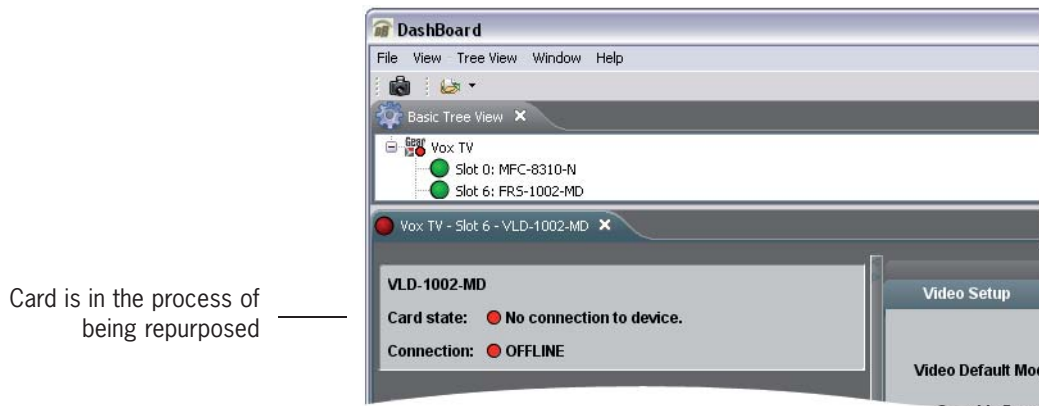 DashBoard
File View Tree View Window Help
Basic Tree View
Vox TV
Slot 0: MFC-8310-N
Slot 6: FRS-1002-MD
Vox TV - Slot 6 - VLD-1002-MD
VLD-1002-MD
Card state: No connection to device.
Connection: OFFLINE
Video Setup
Video Default Mo
Card is in the process of
being repurposed